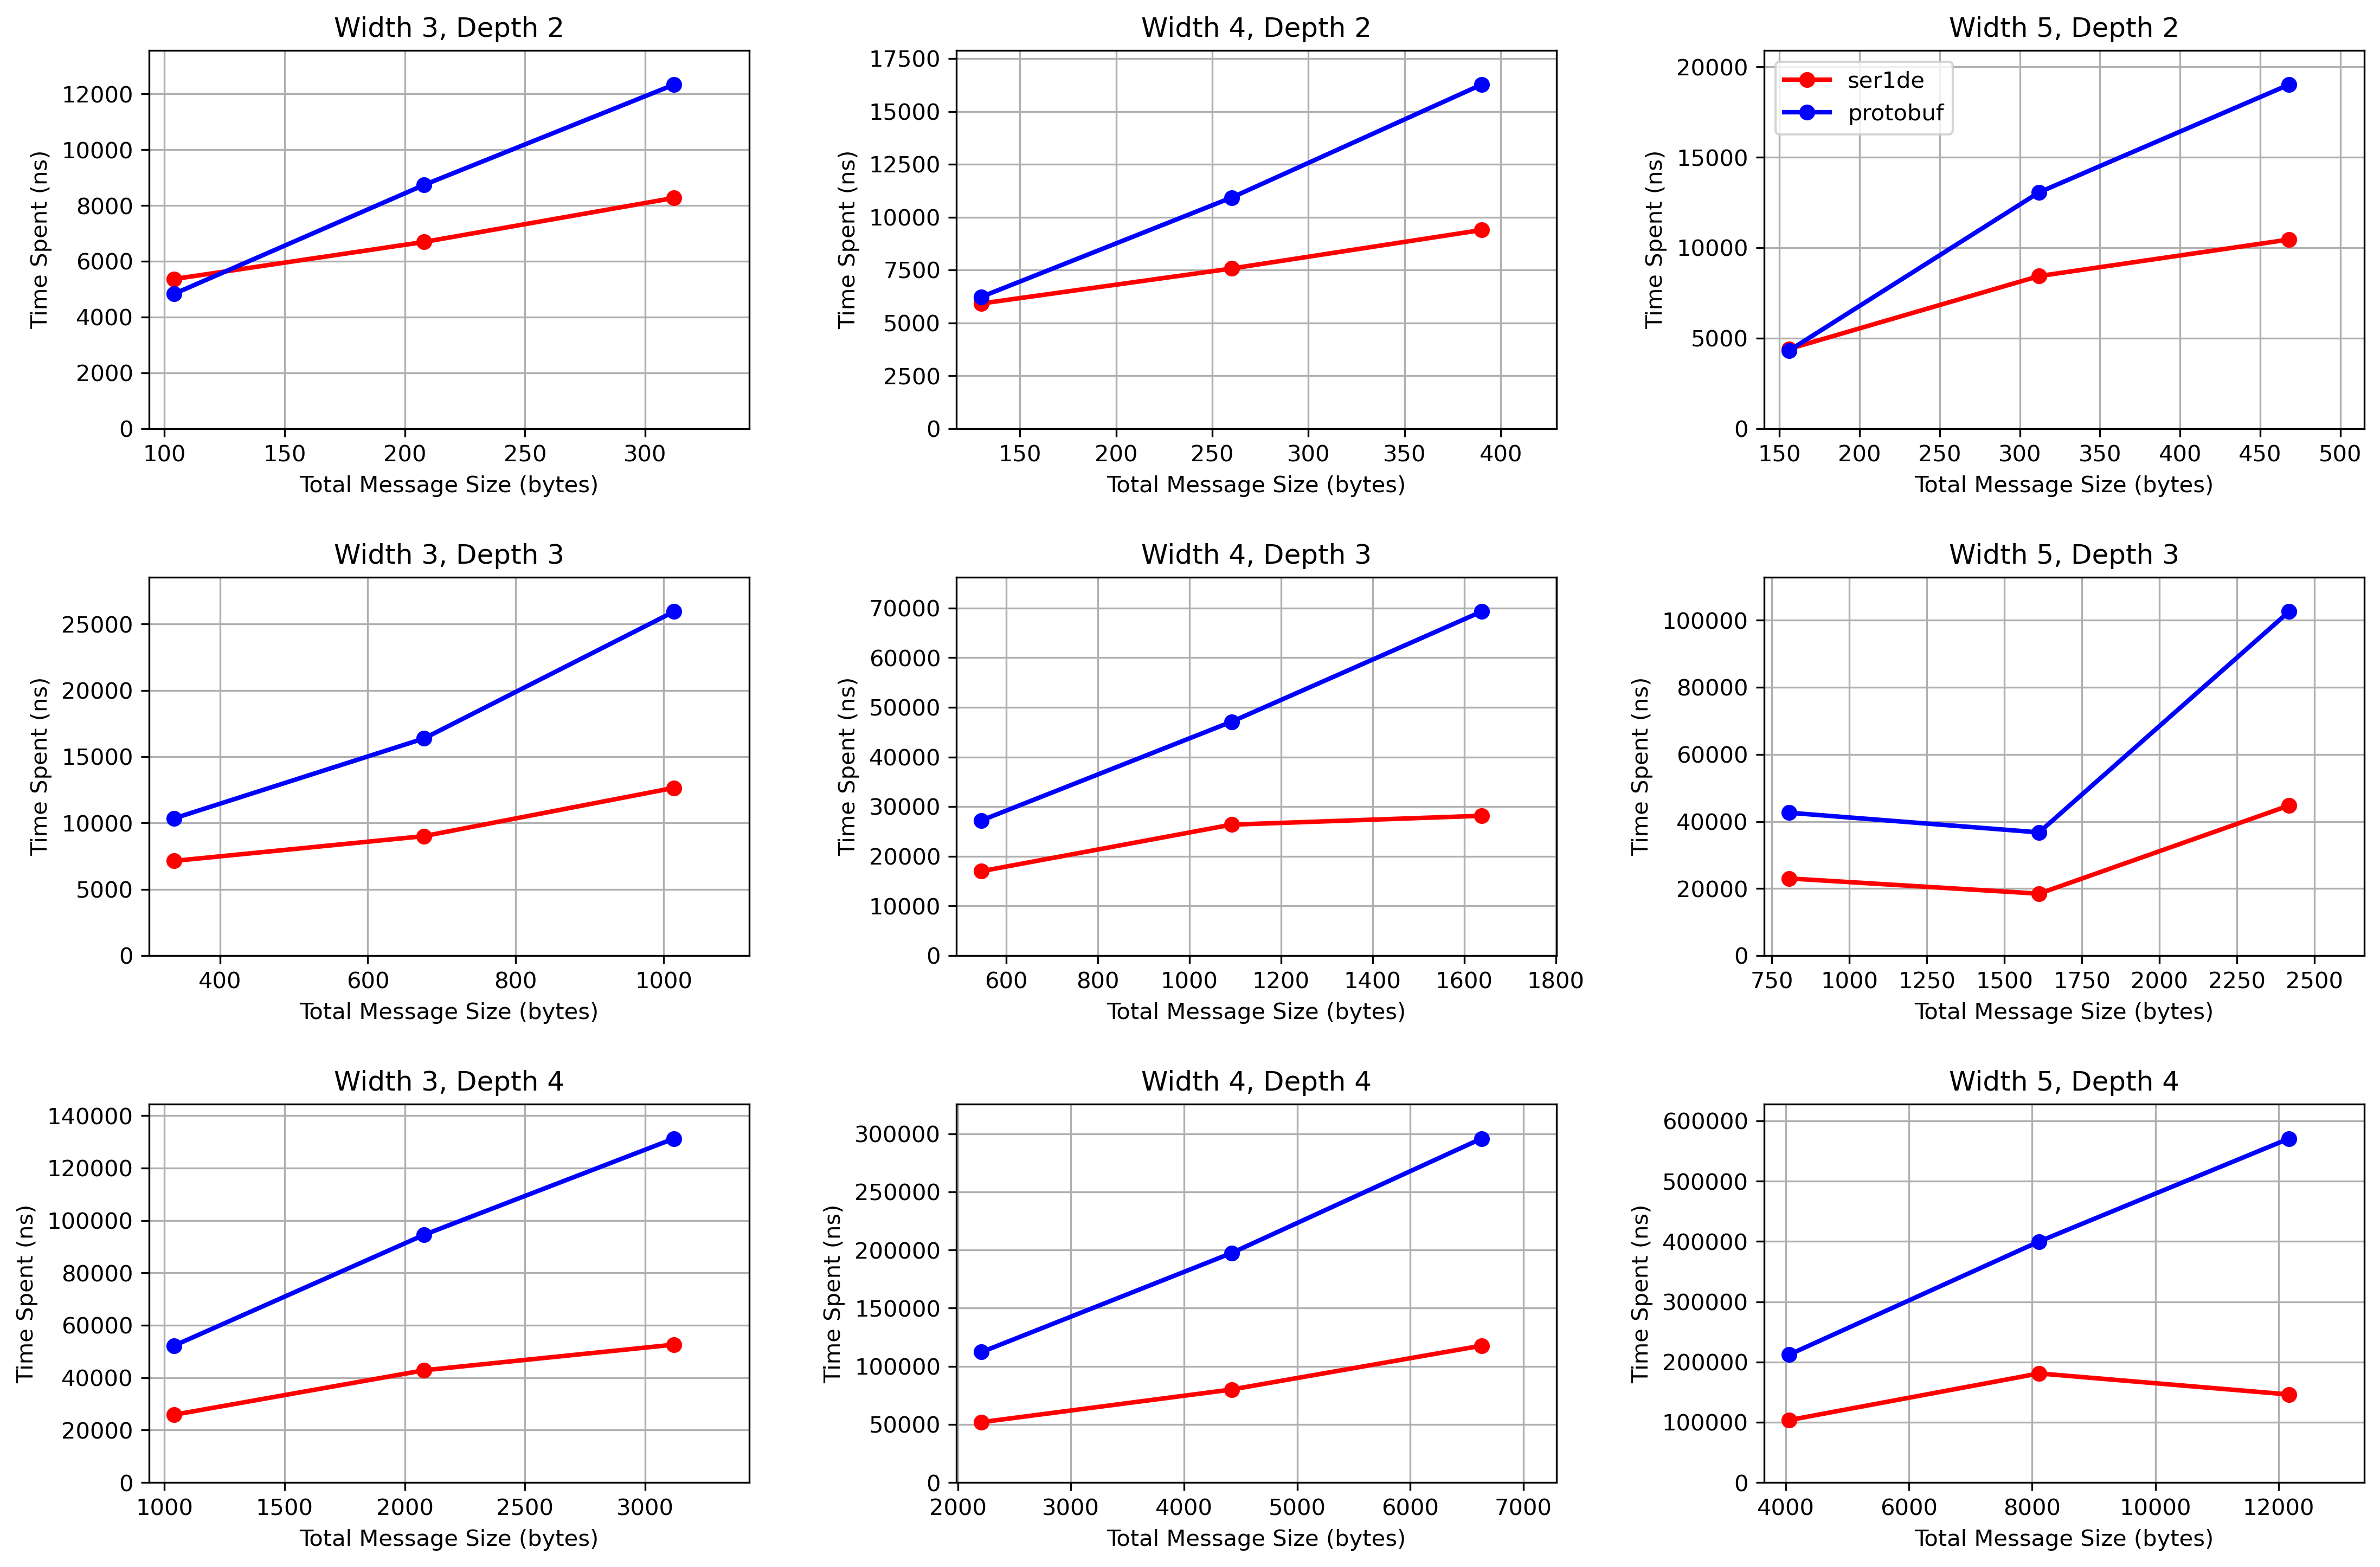 Width 3, Depth 2
Time Spent (ns)
12000
10000
8000
6000
4000
2000
0
100 150 200 250 300
Total Message Size (bytes)
Width 4, Depth 2
Time Spent (ns)
17500
15000
12500
10000
7500
5000
2500
0
150 200 250 300 350 400
Total Message Size (bytes)
Width 5, Depth 2
ser1de
protobuf
Time Spent (ns)
20000
15000
10000
5000
0
150 200 250 300 350 400 450 500
Total Message Size (bytes)
Width 3, Depth 3
Time Spent (ns)
25000
20000
15000
10000
5000
0
400 600 800 1000
Total Message Size (bytes)
Width 4, Depth 3
Time Spent (ns)
70000
60000
50000
40000
30000
20000
10000
0
600 800 1000 1200 1400 1600 1800
Total Message Size (bytes)
Width 5, Depth 3
Time Spent (ns)
100000
80000
60000
40000
20000
0
750 1000 1250 1500 1750 2000 2250 2500
Total Message Size (bytes)
Width 3, Depth 4
Time Spent (ns)
140000
120000
100000
80000
60000
40000
20000
0
1000 1500 2000 2500 3000
Total Message Size (bytes)
Width 4, Depth 4
Time Spent (ns)
300000
250000
200000
150000
100000
50000
0
2000 3000 4000 5000 6000 7000
Total Message Size (bytes)
Width 5, Depth 4
Time Spent (ns)
600000
500000
400000
300000
200000
100000
0
4000 6000 8000 10000 12000
Total Message Size (bytes)